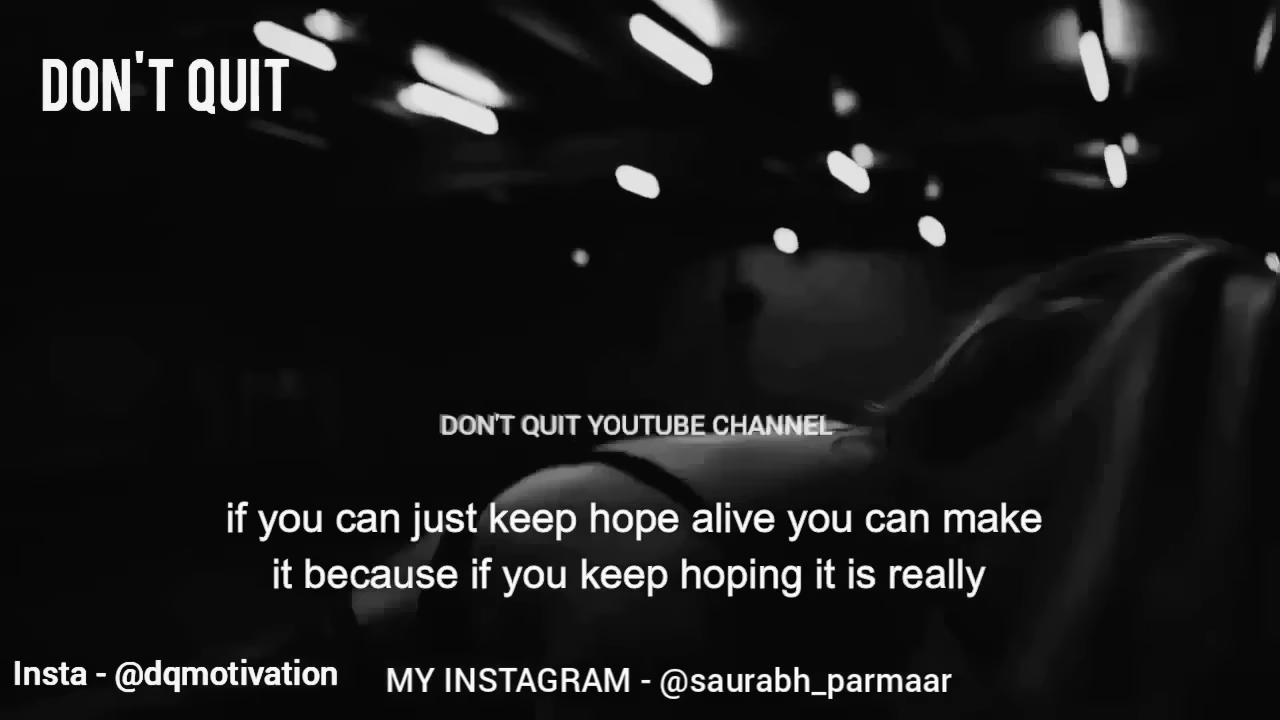 DON'T QUIT
DON'T QUIT YOUTUBE CHANNEL
if you can just keep hope alive you can make
it because if you keep hoping it is really
Insta - @dqmotivation
MY INSTAGRAM - @saurabh_parmaar